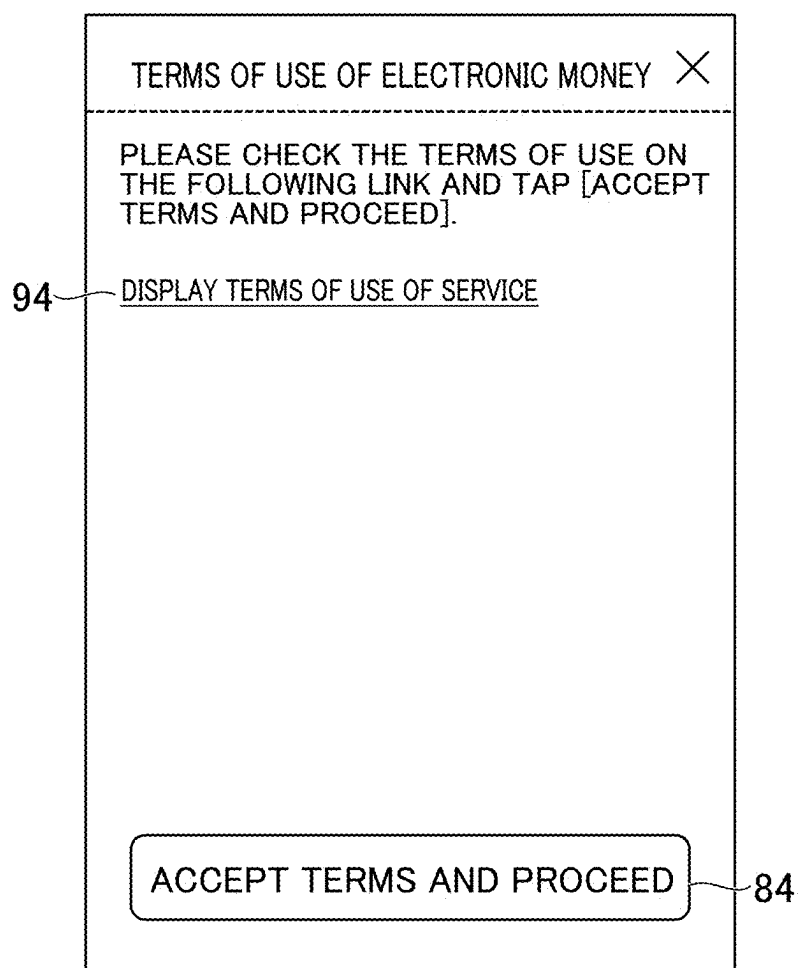 TERMS OF USE OF ELECTRONIC MONEY ×
PLEASE CHECK THE TERMS OF USE ON
THE FOLLOWING LINK AND TAP [ACCEPT
TERMS AND PROCEED].
94 DISPLAY TERMS OF USE OF SERVICE
ACCEPT TERMS AND PROCEED 84